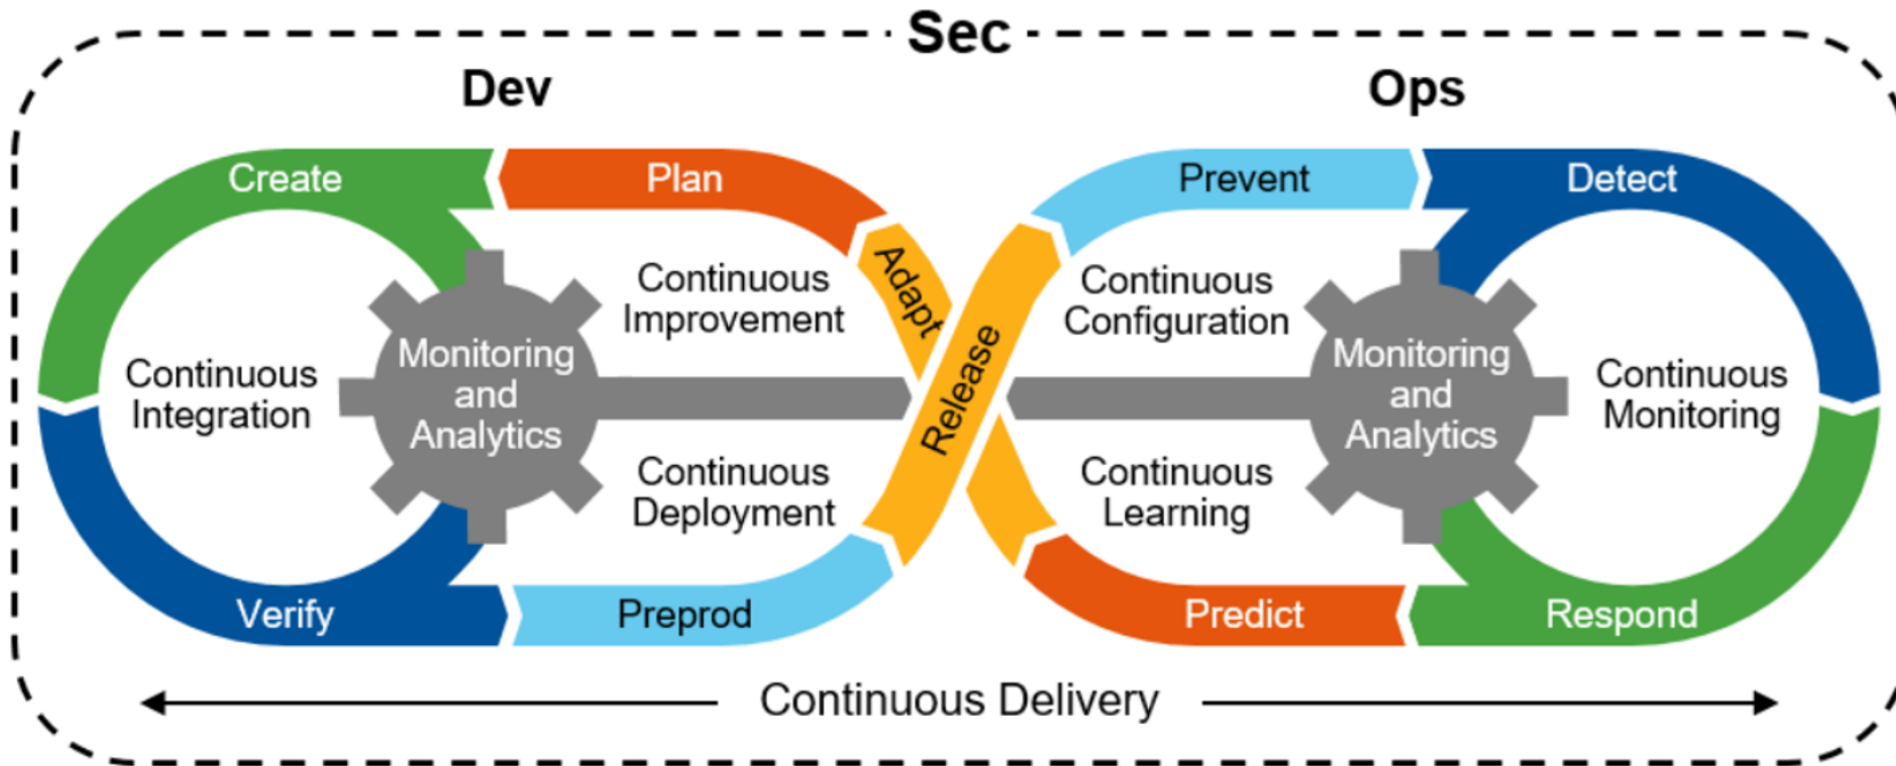 Sec
Dev
Ops
Create
Plan
Prevent
Detect
Adapt
Release
Continuous
Improvement
Continuous
Configuration
Continuous
Integration
Monitoring
and
Analytics
Monitoring
and
Analytics
Continuous
Monitoring
Continuous
Deployment
Continuous
Learning
Verify
Preprod
Predict
Respond
Continuous Delivery